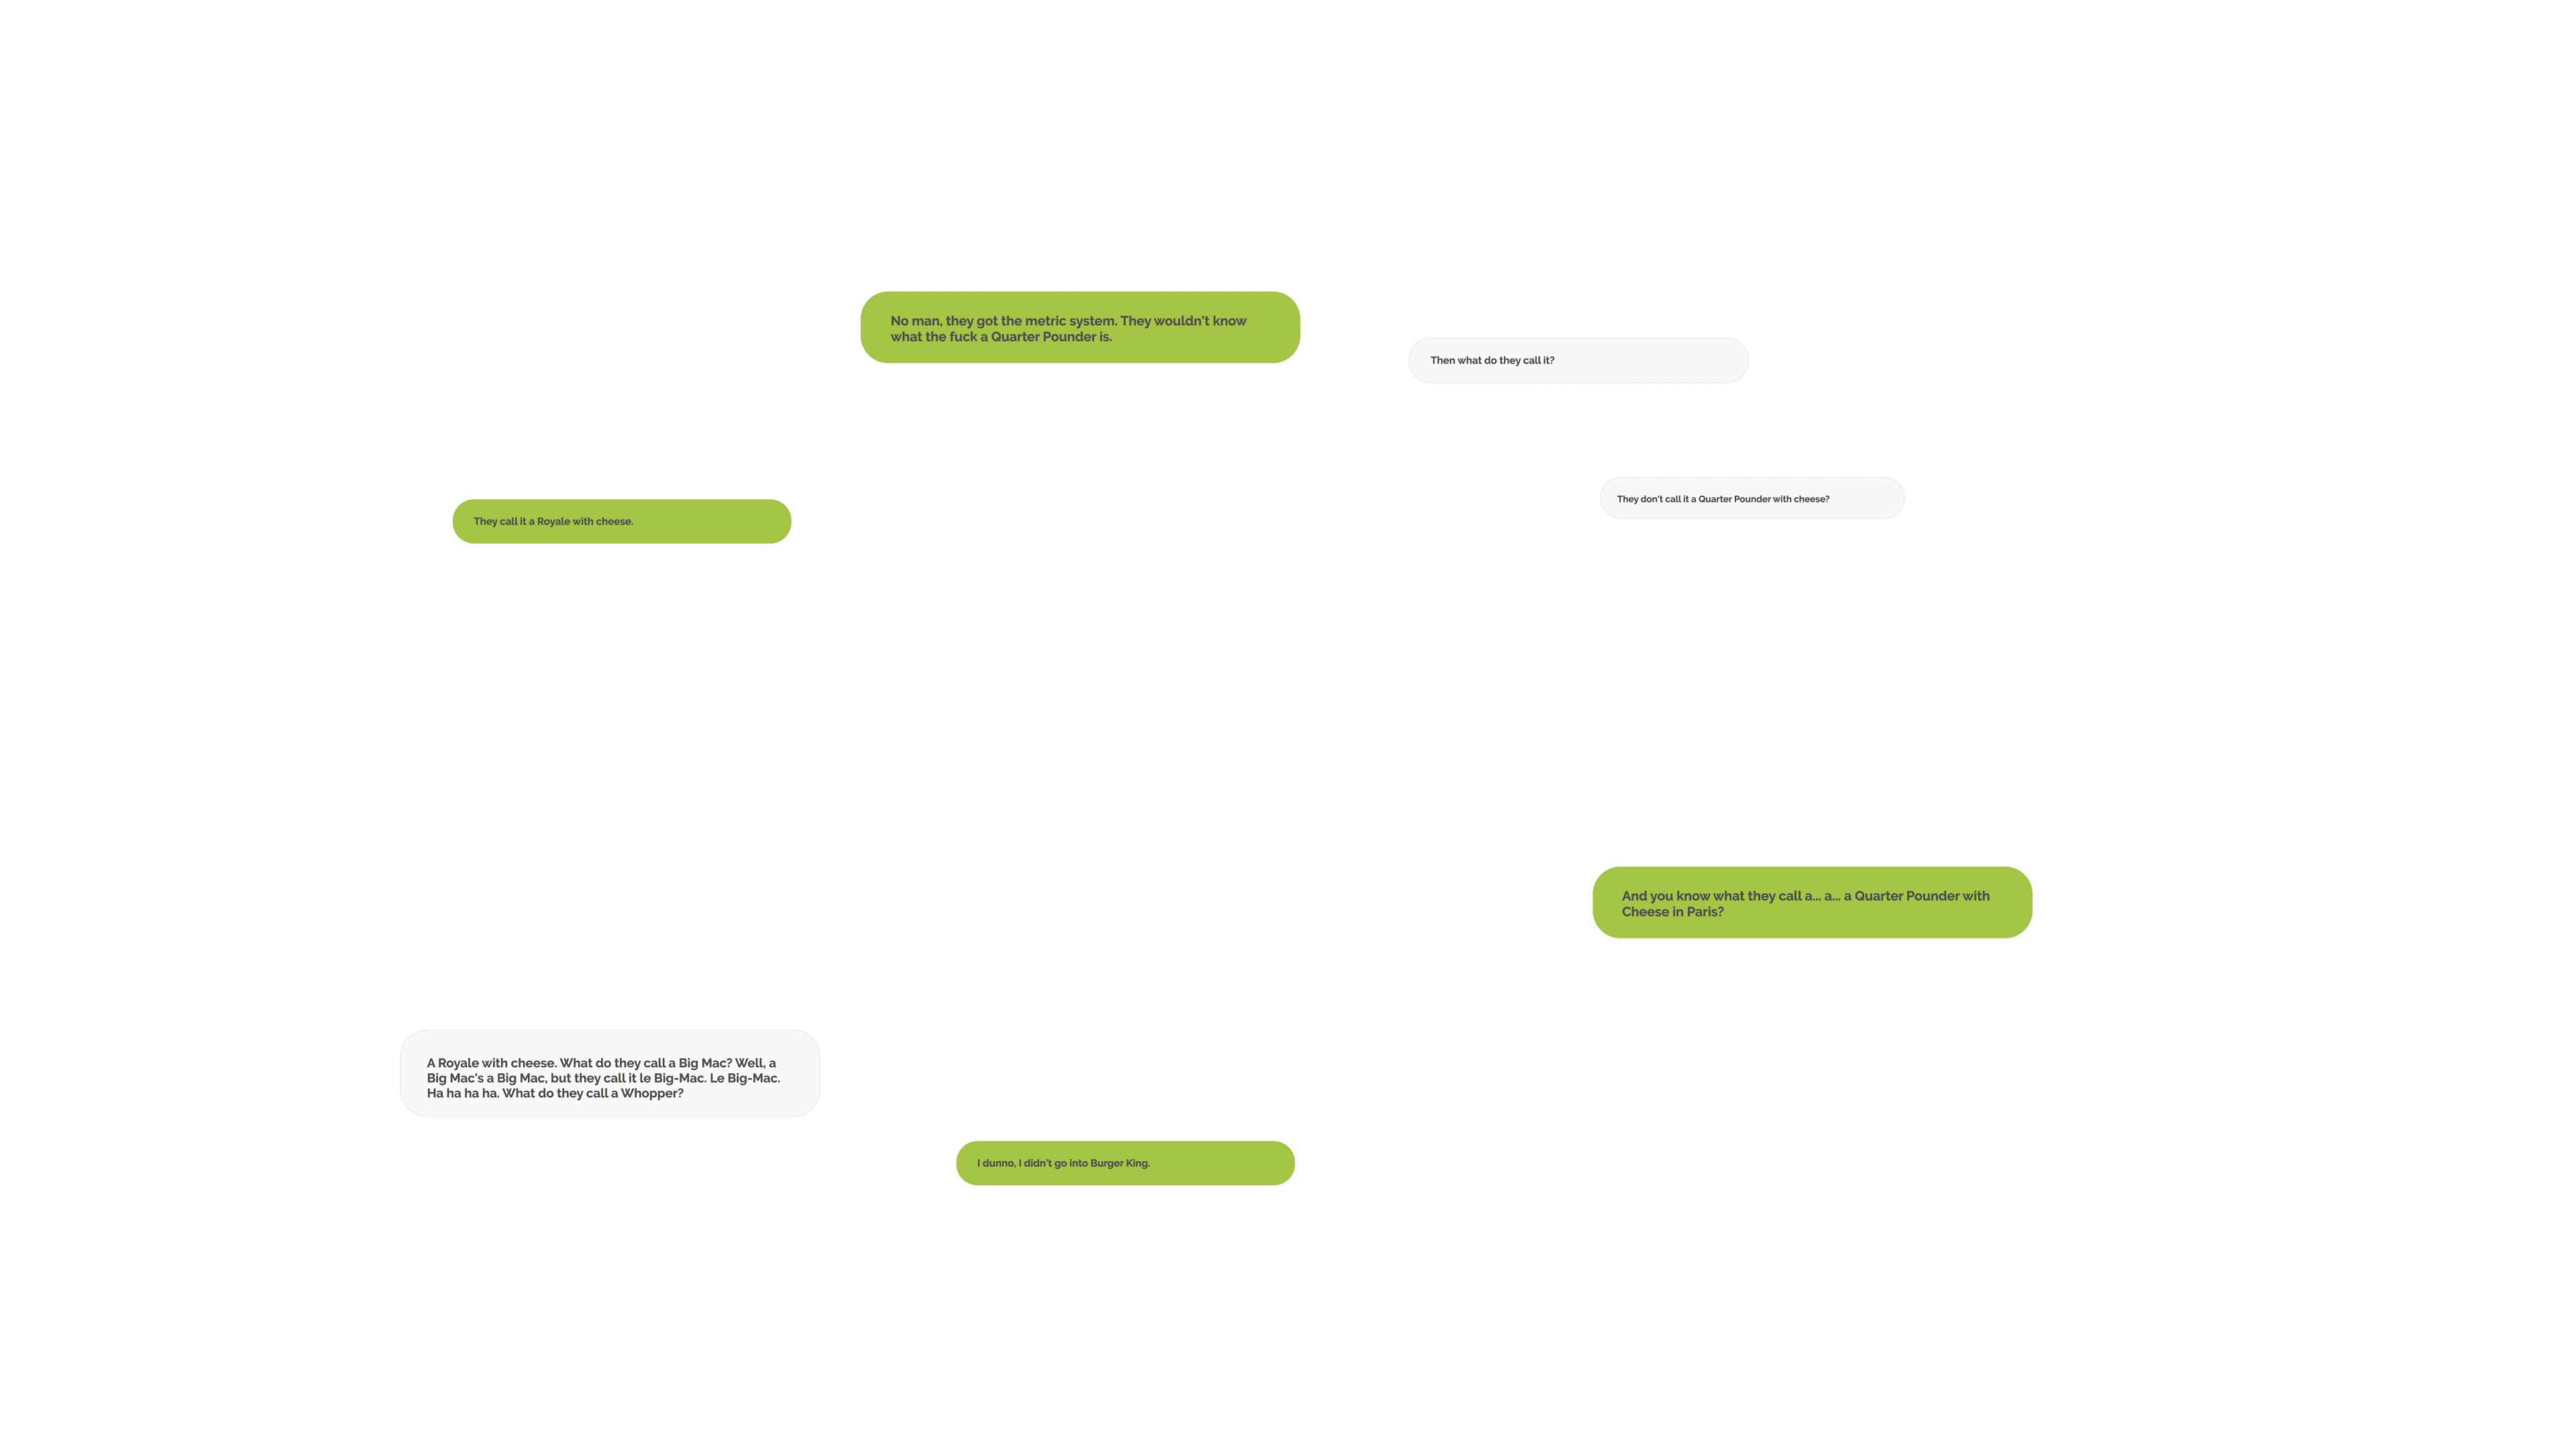 No man, they got the metric system. They wouldn't know
what the fuck a Quarter Pounder is.
Then what do they call it?
They don't call it a Quarter Pounder with cheese?
They call it a Royale with cheese.
And you know what they call a... a... a Quarter Pounder with
Cheese in Paris?
A Royale with cheese. What do they call a Big Mac? Well, a
Big Mac's a Big Mac, but they call it le Big-Mac. Le Big-Mac.
Ha ha ha ha. What do they call a Whopper?
I dunno, I didn't go into Burger King.